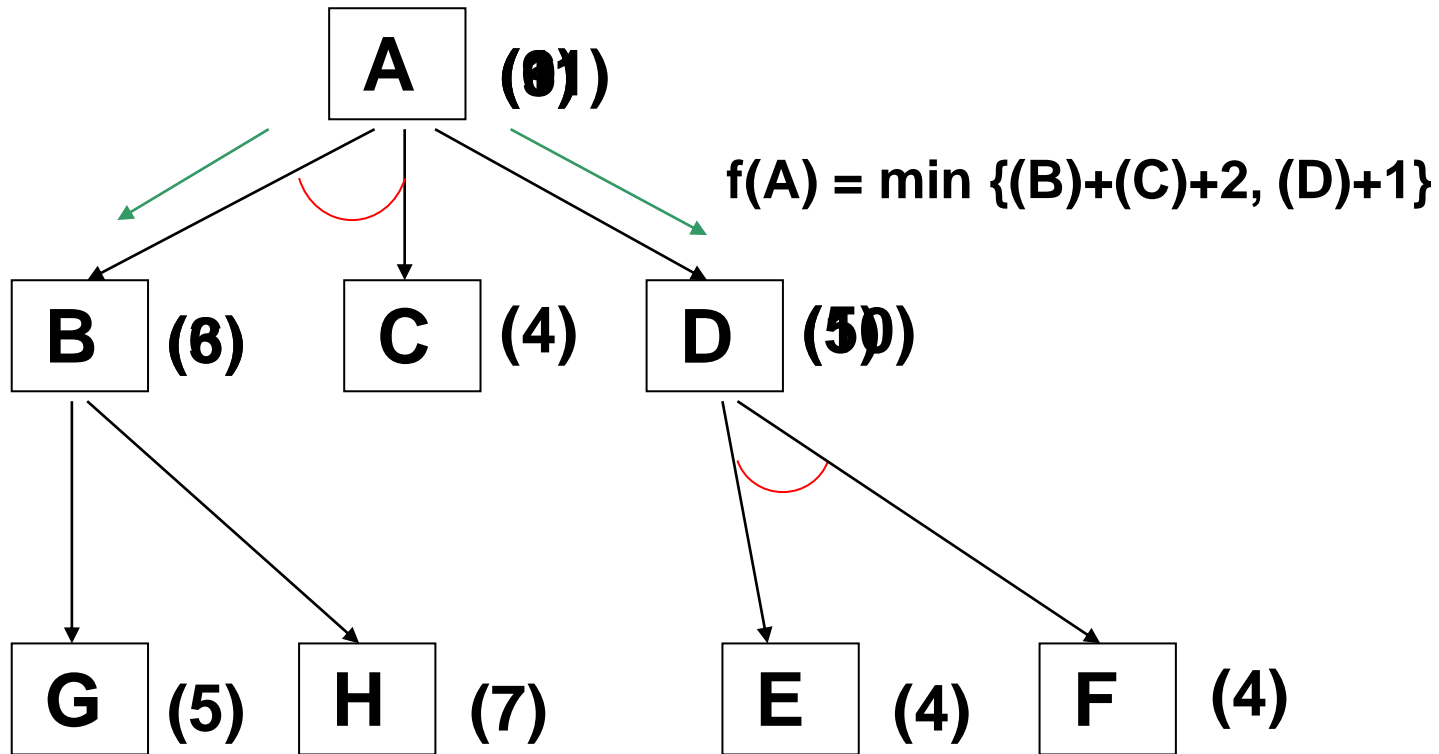 A
f(A) = min {(B)+(C)+2, (D)+1}
B
C (4)
D
G (5)
H (7)
E (4)
F (4)